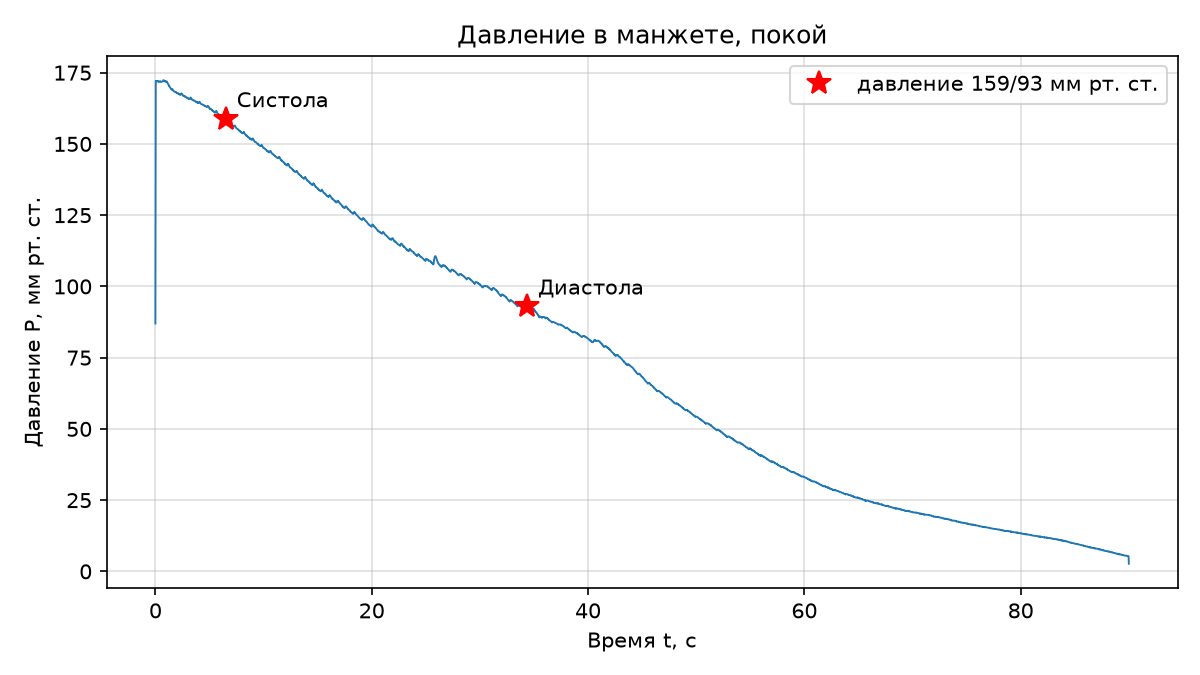 Давление в манжете, покой
давление 159/93 мм рт. ст.
Систола
Диастола
Давление P, мм рт. ст.
175
150
125
100
75
50
25
0
0 20 40 60 80
Время t, с